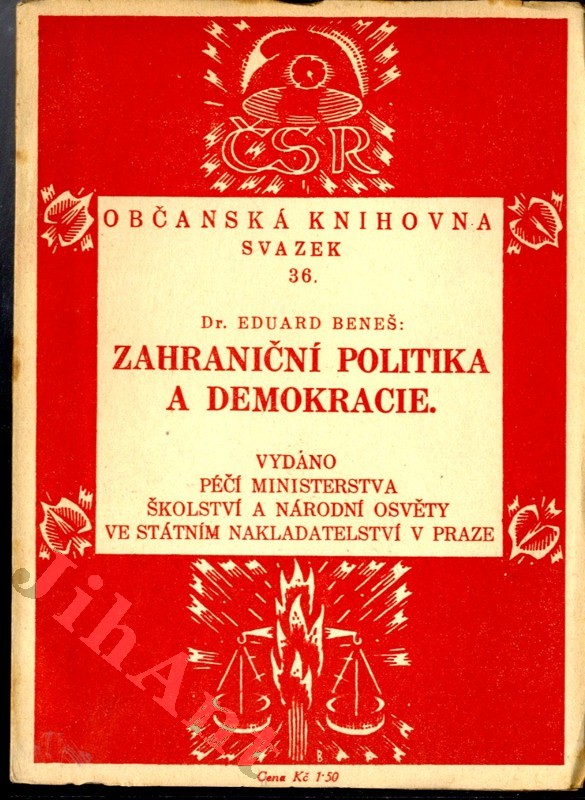 ČSR
OBČANSKÁ KNIHOVNA
SVAZEK
36.
Dr. EDUARD BENEŠ:
ZAHRANIČNÍ POLITIKA
A DEMOKRACIE.
VYDÁNO
PÉČÍ MINISTERSTVA
ŠKOLSTVÍ A NÁRODNÍ OSVĚTY
VE STÁTNÍM NAKLADATELSTVÍ V PRAZE
JihAnt
Cena Kč 1·50